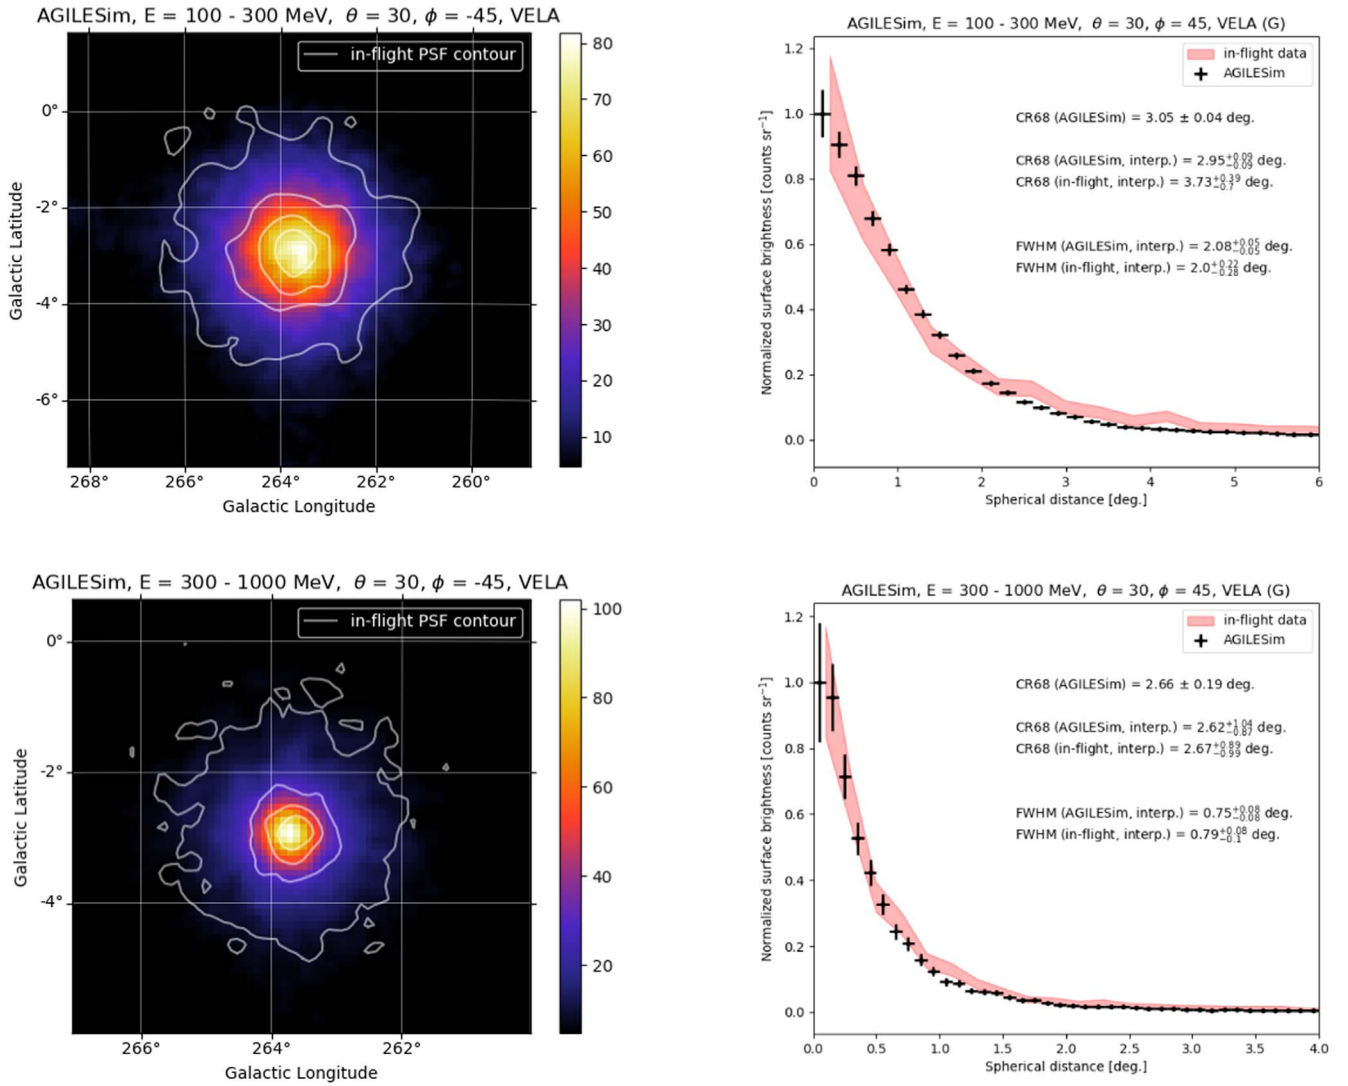 AGILESim, E = 100 - 300 MeV, θ = 30, ϕ = -45, VELA
in-flight PSF contour
0°
-2°
-4°
-6°
Galactic Latitude
268°
266°
264°
262°
260°
Galactic Longitude
80
70
60
50
40
30
20
10
AGILESim, E = 100 - 300 MeV, θ = 30, ϕ = 45, VELA (G)
in-flight data
AGILESim
CR68 (AGILESim) = 3.05 ± 0.04 deg.
CR68 (AGILESim, interp.) = 2.95+0.09−0.09 deg.
CR68 (in-flight, interp.) = 3.73+0.39−0.7 deg.
FWHM (AGILESim, interp.) = 2.08+0.05−0.05 deg.
FWHM (in-flight, interp.) = 2.0+0.22−0.28 deg.
1.2
1.0
0.8
0.6
0.4
0.2
0.0
Normalized surface brightness [counts sr−1]
0
1
2
3
4
5
6
Spherical distance [deg.]
AGILESim, E = 300 - 1000 MeV, θ = 30, ϕ = -45, VELA
in-flight PSF contour
0°
-2°
-4°
Galactic Latitude
266°
264°
262°
Galactic Longitude
100
80
60
40
20
AGILESim, E = 300 - 1000 MeV, θ = 30, ϕ = 45, VELA (G)
in-flight data
AGILESim
CR68 (AGILESim) = 2.66 ± 0.19 deg.
CR68 (AGILESim, interp.) = 2.62+1.04−0.87 deg.
CR68 (in-flight, interp.) = 2.67+0.89−0.99 deg.
FWHM (AGILESim, interp.) = 0.75+0.08−0.08 deg.
FWHM (in-flight, interp.) = 0.79+0.08−0.1 deg.
1.2
1.0
0.8
0.6
0.4
0.2
0.0
Normalized surface brightness [counts sr−1]
0.0
0.5
1.0
1.5
2.0
2.5
3.0
3.5
4.0
Spherical distance [deg.]